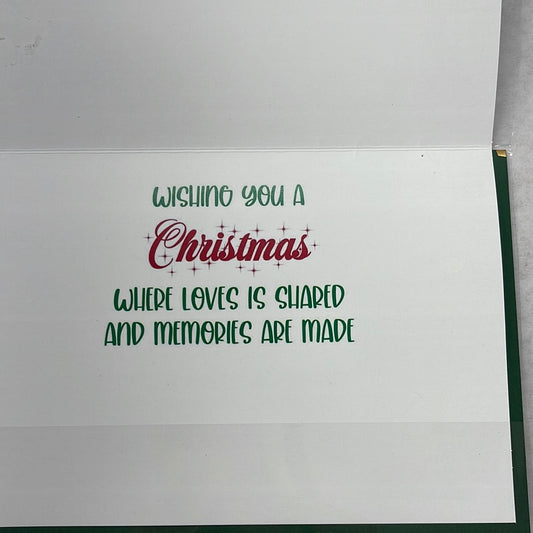 WISHING YOU A
Christmas
WHERE LOVES IS SHARED
AND MEMORIES ARE MADE